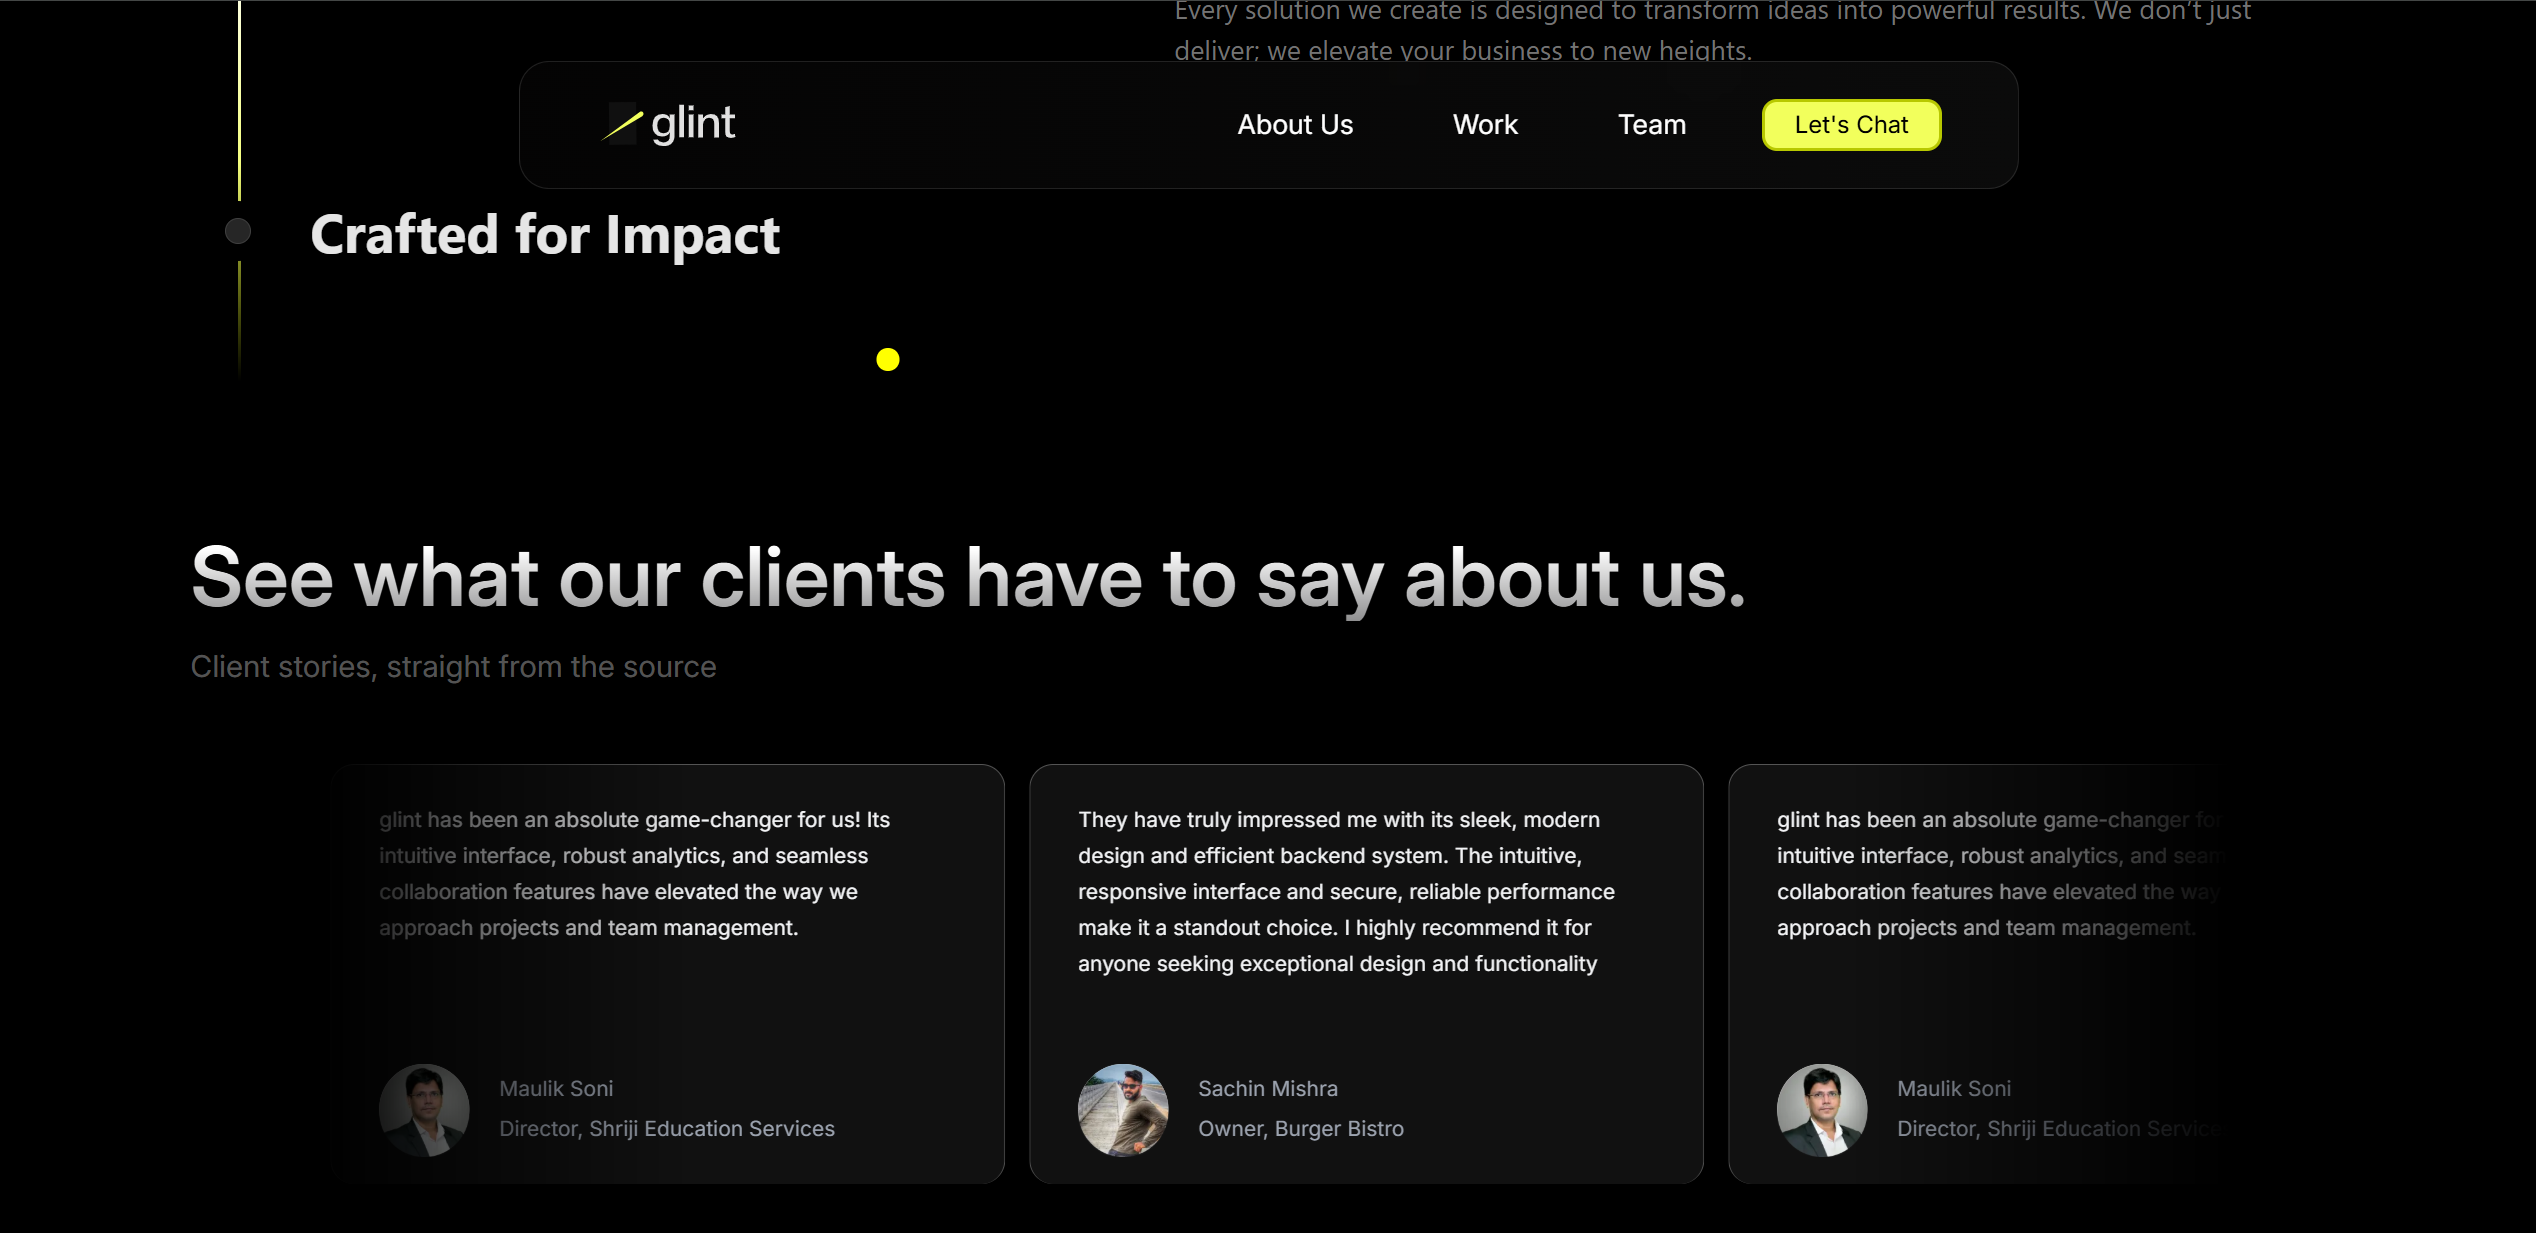 Every solution we create is designed to transform ideas into powerful results. We don't just
deliver; we elevate your business to new heights.
glint
About Us
Work
Team
Let's Chat
Crafted for Impact
See what our clients have to say about us.
Client stories, straight from the source
glint has been an absolute game-changer for us! Its
intuitive interface, robust analytics, and seamless
collaboration features have elevated the way we
approach projects and team management.
Maulik Soni
Director, Shriji Education Services
They have truly impressed me with its sleek, modern
design and efficient backend system. The intuitive,
responsive interface and secure, reliable performance
make it a standout choice. I highly recommend it for
anyone seeking exceptional design and functionality
Sachin Mishra
Owner, Burger Bistro
glint has been an absolute game-changer for
intuitive interface, robust analytics, and seam
collaboration features have elevated the way
approach projects and team management.
Maulik Soni
Director, Shriji Education Service